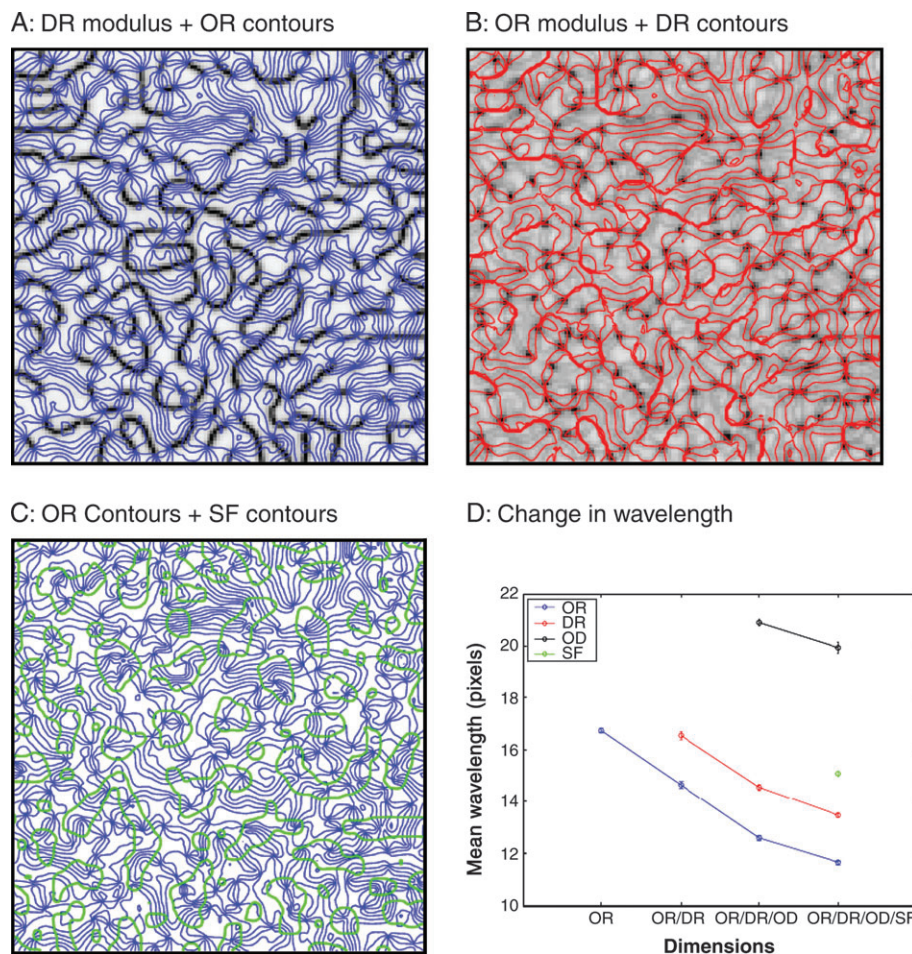 A: DR modulus + OR contours
B: OR modulus + DR contours
C: OR Contours + SF contours
D: Change in wavelength
22
20
18
16
14
12
10
Mean wavelength (pixels)
OR
DR
OD
SF
OR
OR/DR
OR/DR/OD
OR/DR/OD/SF
Dimensions